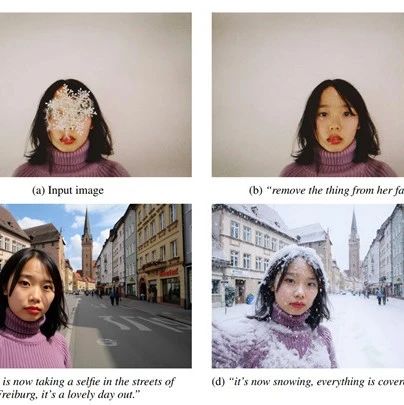 (a) Input image
(b) “remove the thing from her fa
is now taking a selfie in the streets of
Freiburg, it’s a lovely day out.”
(d) “it’s now snowing, everything is covere